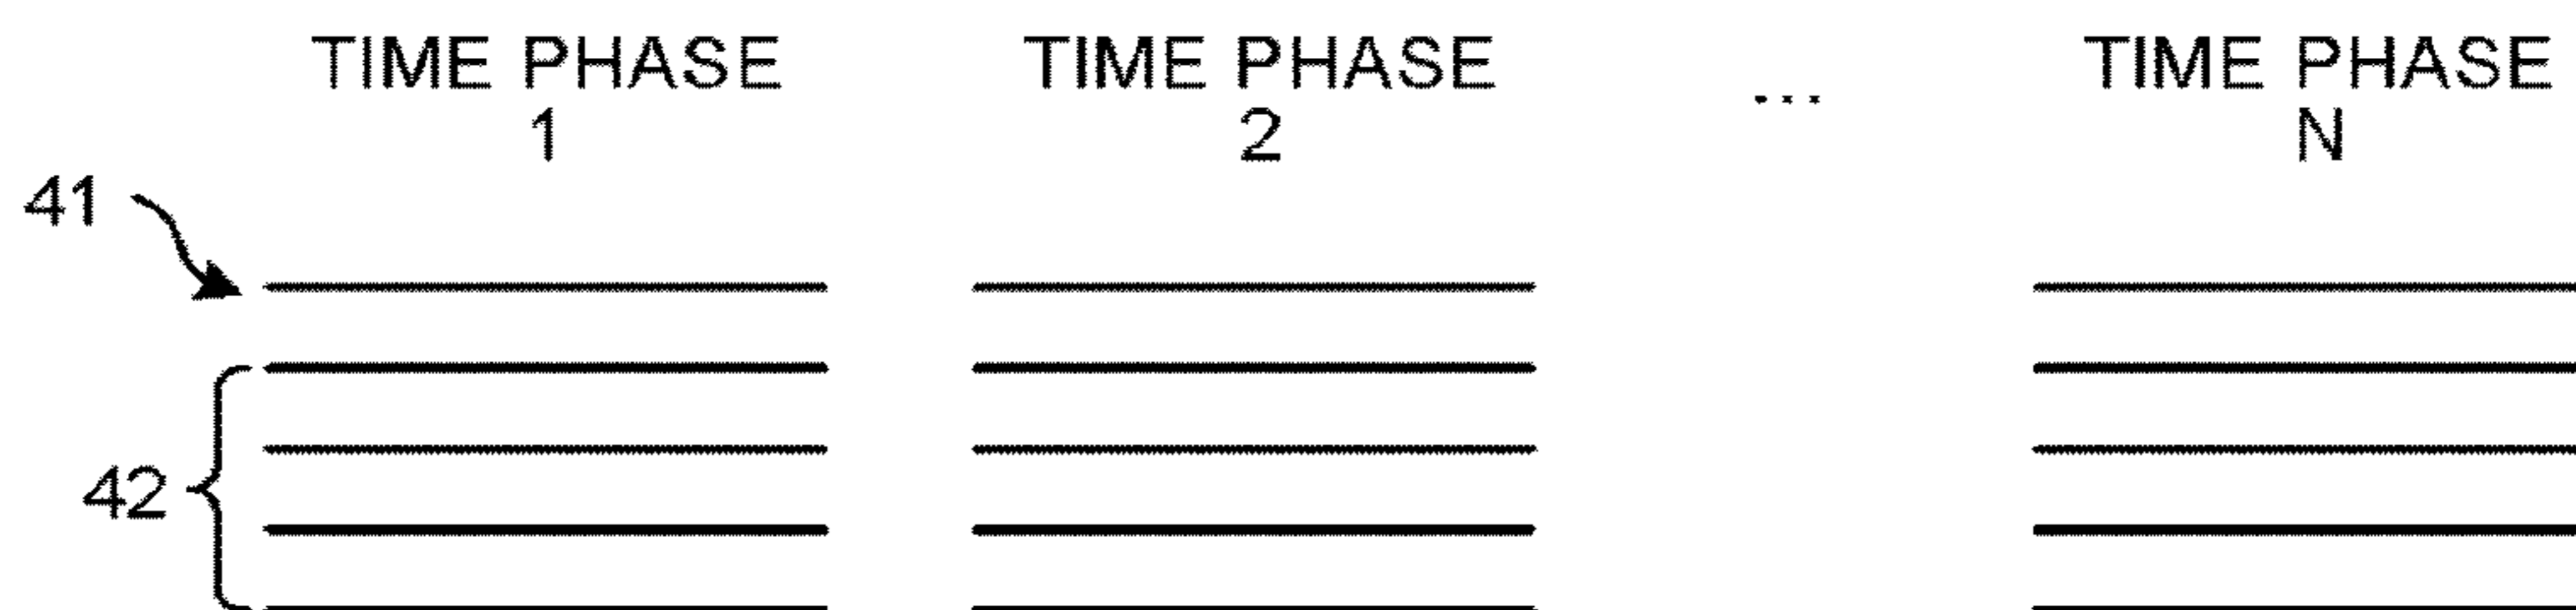 TIME PHASE 1
TIME PHASE 2
...
TIME PHASE N
41
42